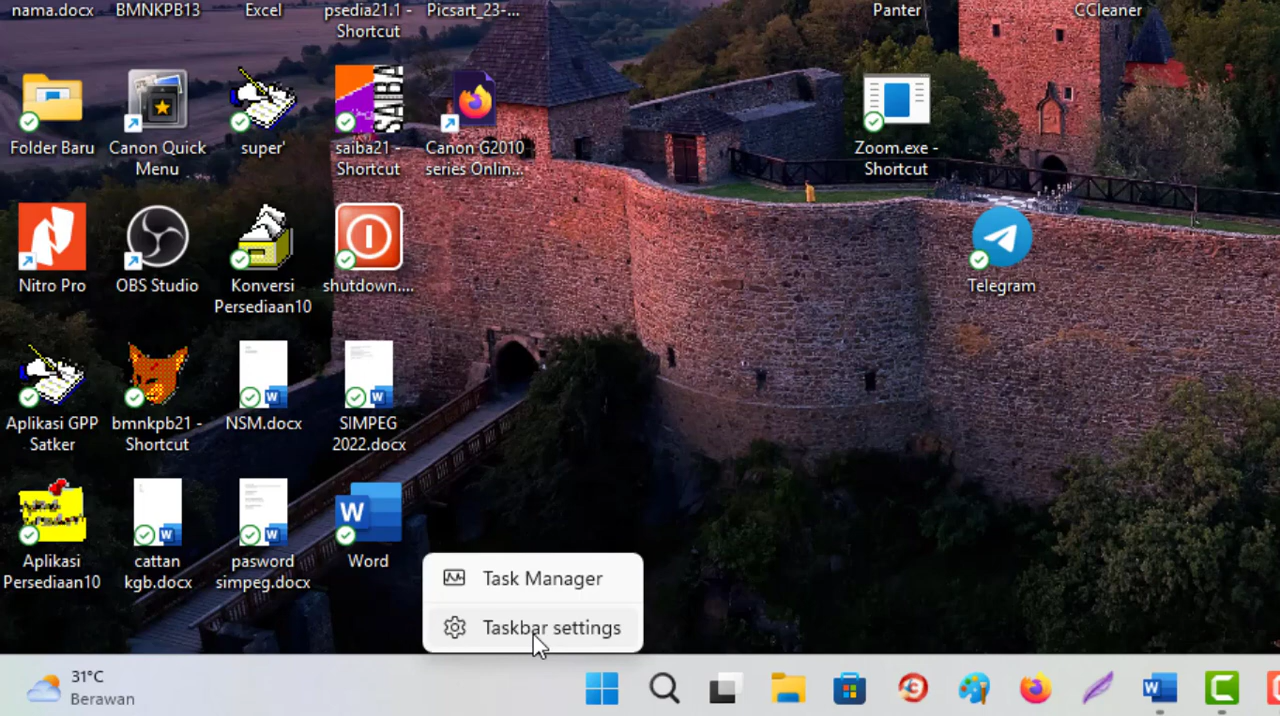 nama.docx
BMNKPB13
Excel
psedia21.1 -
Shortcut
Picsart_23-...
Panter
CCleaner
Folder Baru
Canon Quick
Menu
super'
saiba21 -
Shortcut
Canon G2010
series Onlin...
Zoom.exe -
Shortcut
Nitro Pro
OBS Studio
Konversi
Persediaan10
shutdown....
Telegram
Aplikasi GPP
Satker
bmnkpb21 -
Shortcut
NSM.docx
SIMPEG
2022.docx
Aplikasi
Persediaan10
cattan
kgb.docx
pasword
simpeg.docx
Word
Task Manager
Taskbar settings
31°C
Berawan